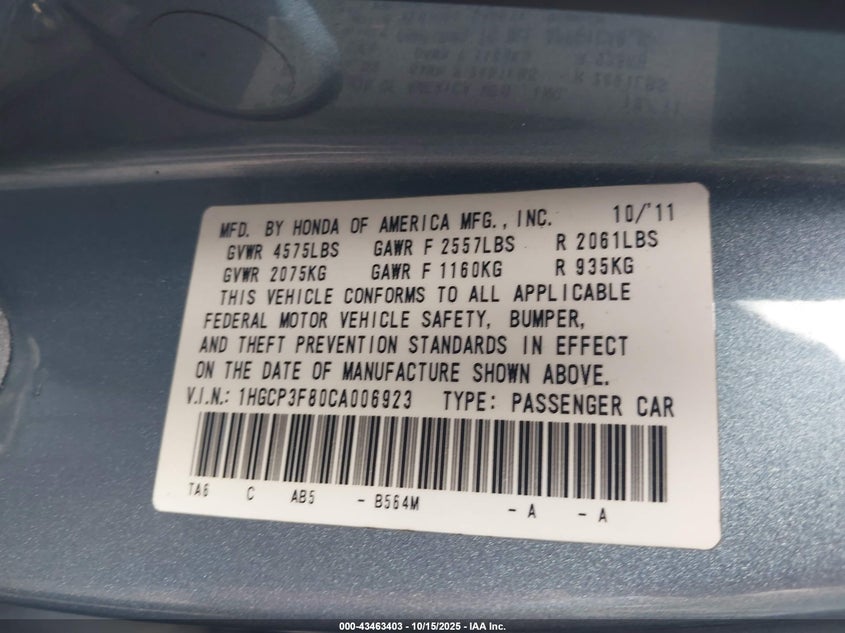 MFD. BY HONDA OF AMERICA MFG., INC. 10/'11
GVWR 4575LBS GAWR F 2557LBS R 2061LBS
GVWR 2075KG GAWR F 1160KG R 935KG
THIS VEHICLE CONFORMS TO ALL APPLICABLE
FEDERAL MOTOR VEHICLE SAFETY, BUMPER,
AND THEFT PREVENTION STANDARDS IN EFFECT
ON THE DATE OF MANUFACTURE SHOWN ABOVE.
V.I.N.: 1HGCP3F80CA006923 TYPE: PASSENGER CAR
TA6 C AB5 - B564M - A - A
000-43463403 - 10/15/2025 - IAA Inc.